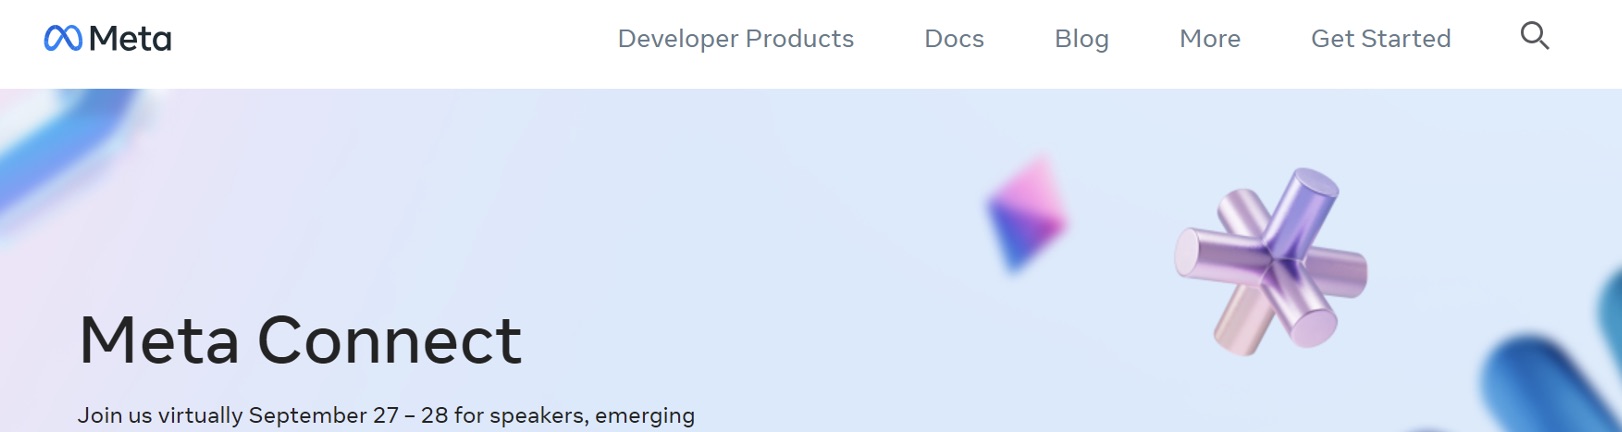 Meta
Developer Products Docs Blog More Get Started
Meta Connect
Join us virtually September 27 – 28 for speakers, emerging